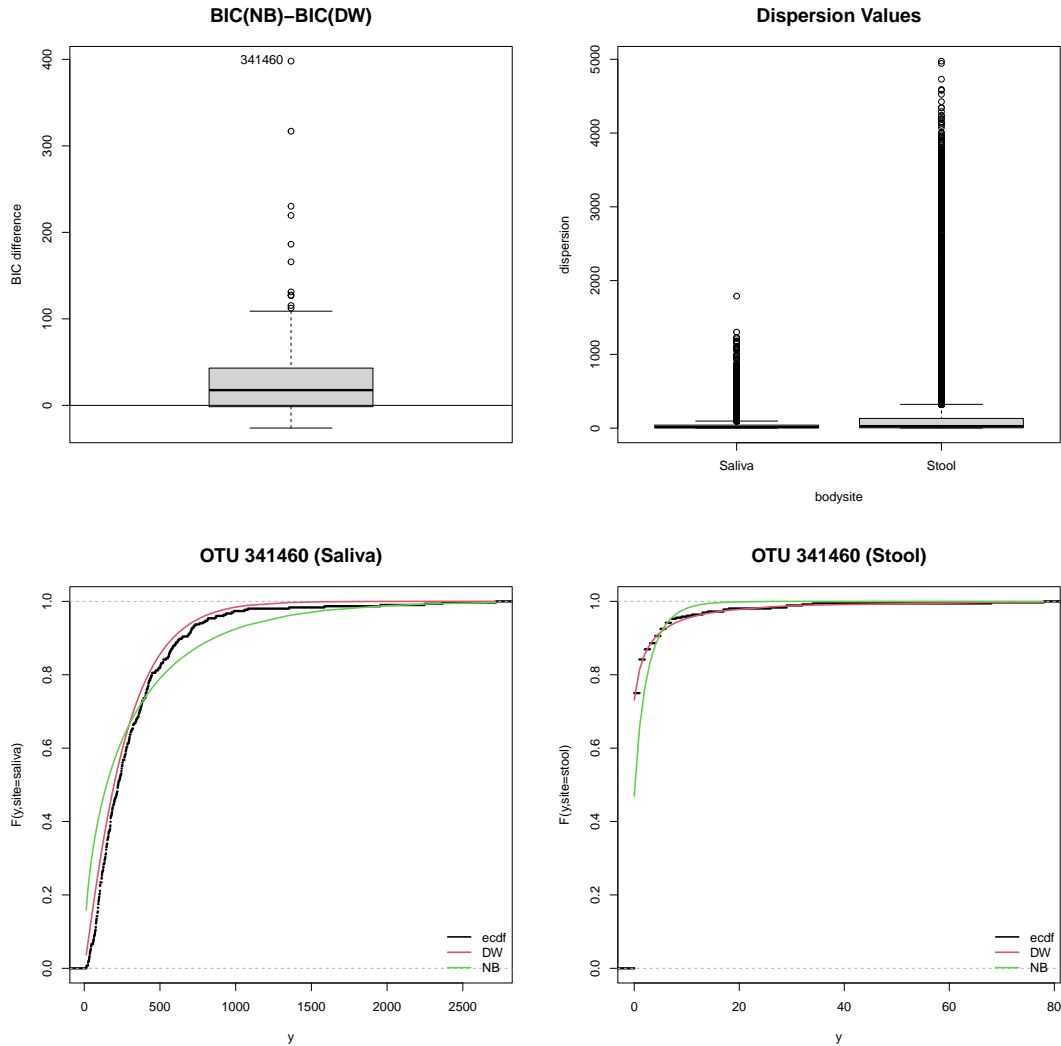 BIC(NB)−BIC(DW)
BIC difference
400
300
200
100
0
341460
Dispersion Values
dispersion
5000
4000
3000
2000
1000
0
Saliva
Stool
bodysite
OTU 341460 (Saliva)
F(y,site=saliva)
1.0
0.8
0.6
0.4
0.2
0.0
ecdf
DW
NB
0
500
1000
1500
2000
2500
y
OTU 341460 (Stool)
F(y,site=stool)
1.0
0.8
0.6
0.4
0.2
0.0
ecdf
DW
NB
0
20
40
60
80
y